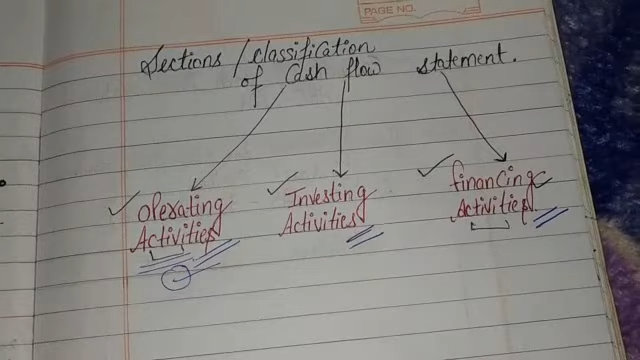 PAGE NO.
Sections / classification
of Cash flow statement.
Operating
Activities
Investing
Activities
financing
Activities